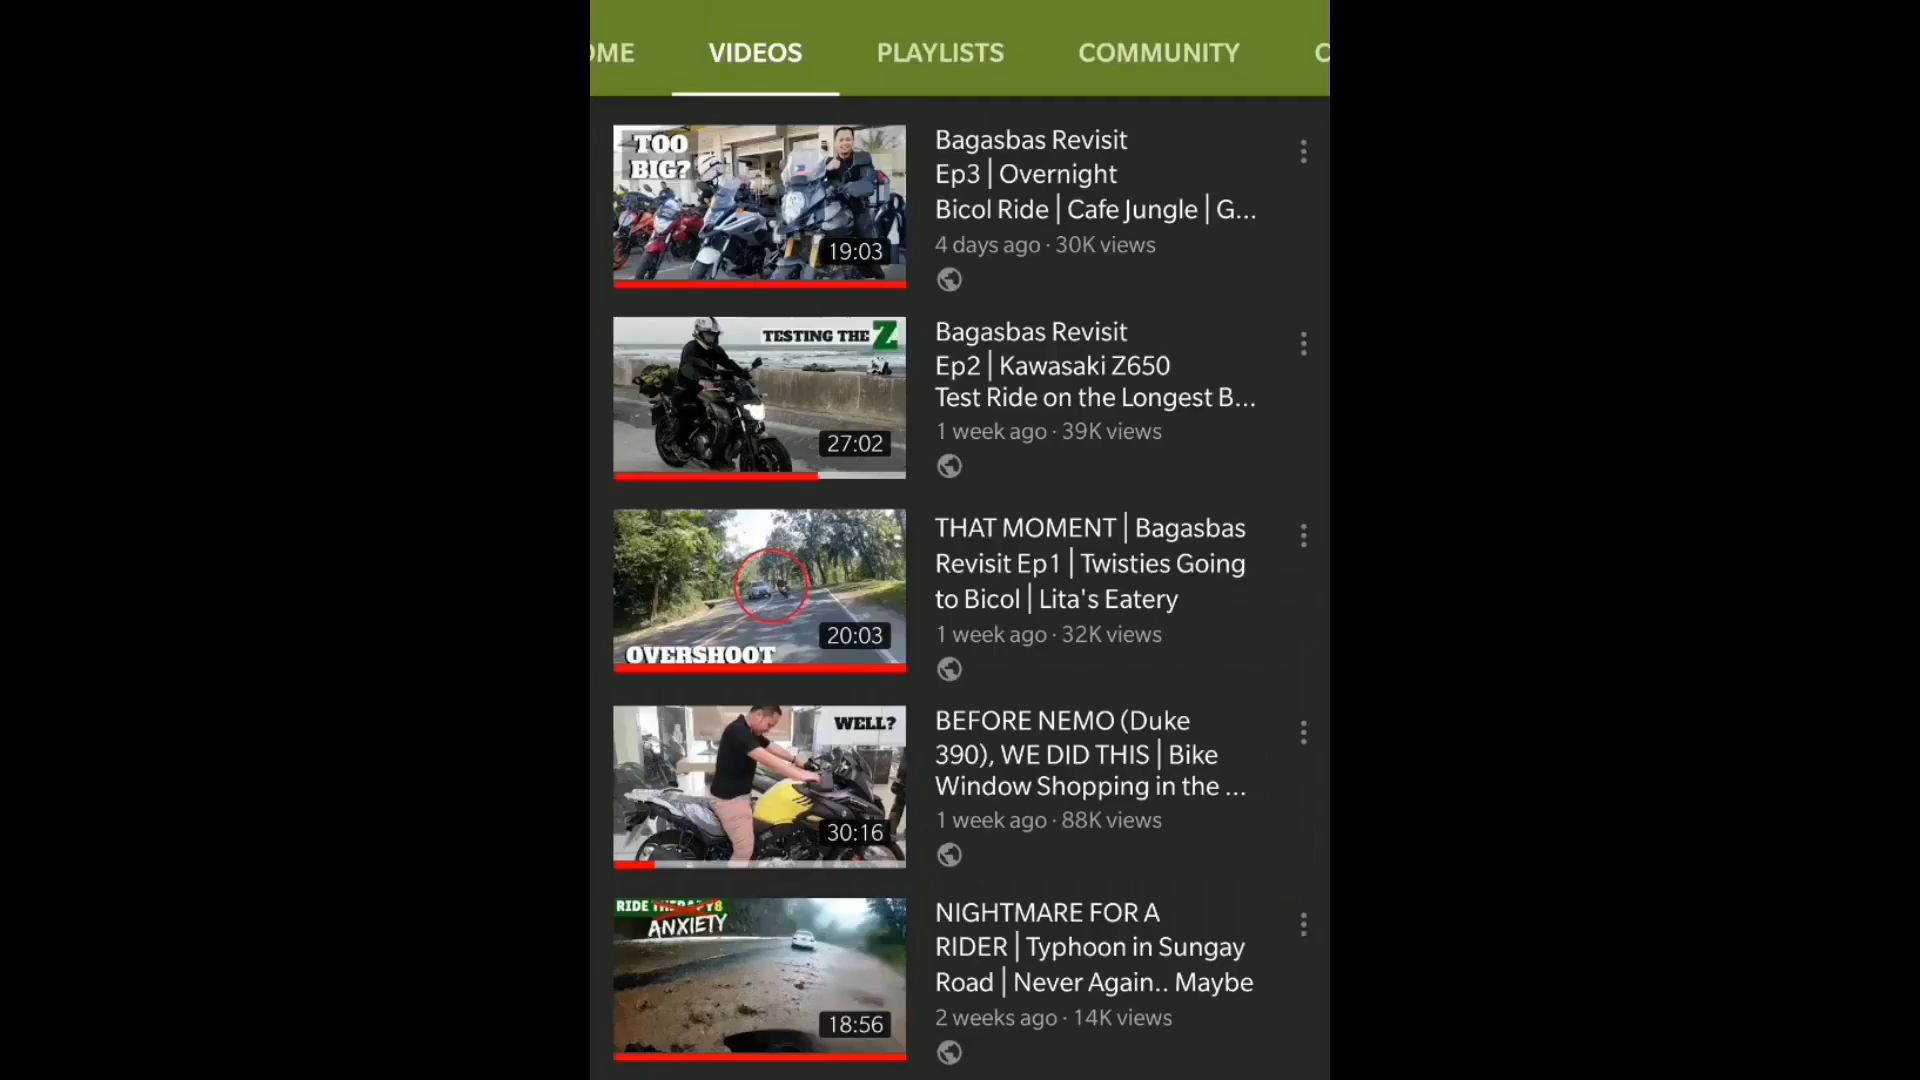 OME VIDEOS PLAYLISTS COMMUNITY C
TOO
BIG?
19:03
Bagasbas Revisit
Ep3 | Overnight
Bicol Ride | Cafe Jungle | G...
4 days ago · 30K views
TESTING THE Z
27:02
Bagasbas Revisit
Ep2 | Kawasaki Z650
Test Ride on the Longest B...
1 week ago · 39K views
20:03
OVERSHOOT
THAT MOMENT | Bagasbas
Revisit Ep1 | Twisties Going
to Bicol | Lita's Eatery
1 week ago · 32K views
WELL?
30:16
BEFORE NEMO (Duke
390), WE DID THIS | Bike
Window Shopping in the ...
1 week ago · 88K views
RIDE THERAPY8
ANXIETY
18:56
NIGHTMARE FOR A
RIDER | Typhoon in Sungay
Road | Never Again.. Maybe
2 weeks ago · 14K views